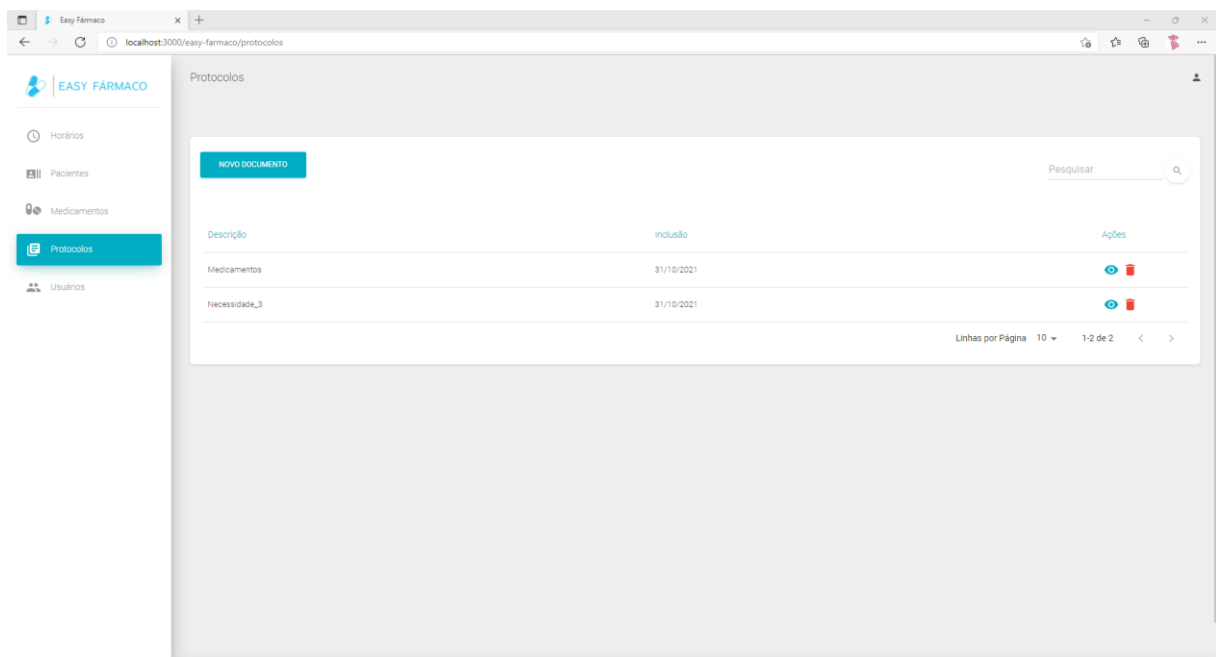 Easy Fármaco
localhost:3000/easy-farmaco/protocolos
EASY FÁRMACO
Protocolos
Horários
Pacientes
Medicamentos
Protocolos
Usuários
NOVO DOCUMENTO
Pesquisar
Descrição Inclusão Ações
Medicamentos 31/10/2021
Necessidade_3 31/10/2021
Linhas por Página 10 1-2 de 2